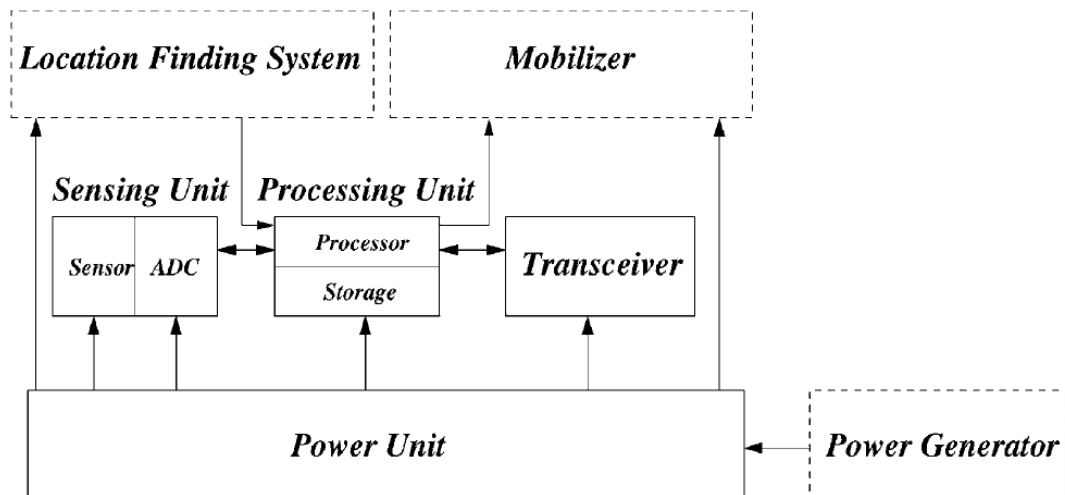 Location Finding System
Mobilizer
Sensing Unit
Processing Unit
Sensor
ADC
Processor
Storage
Transceiver
Power Unit
Power Generator